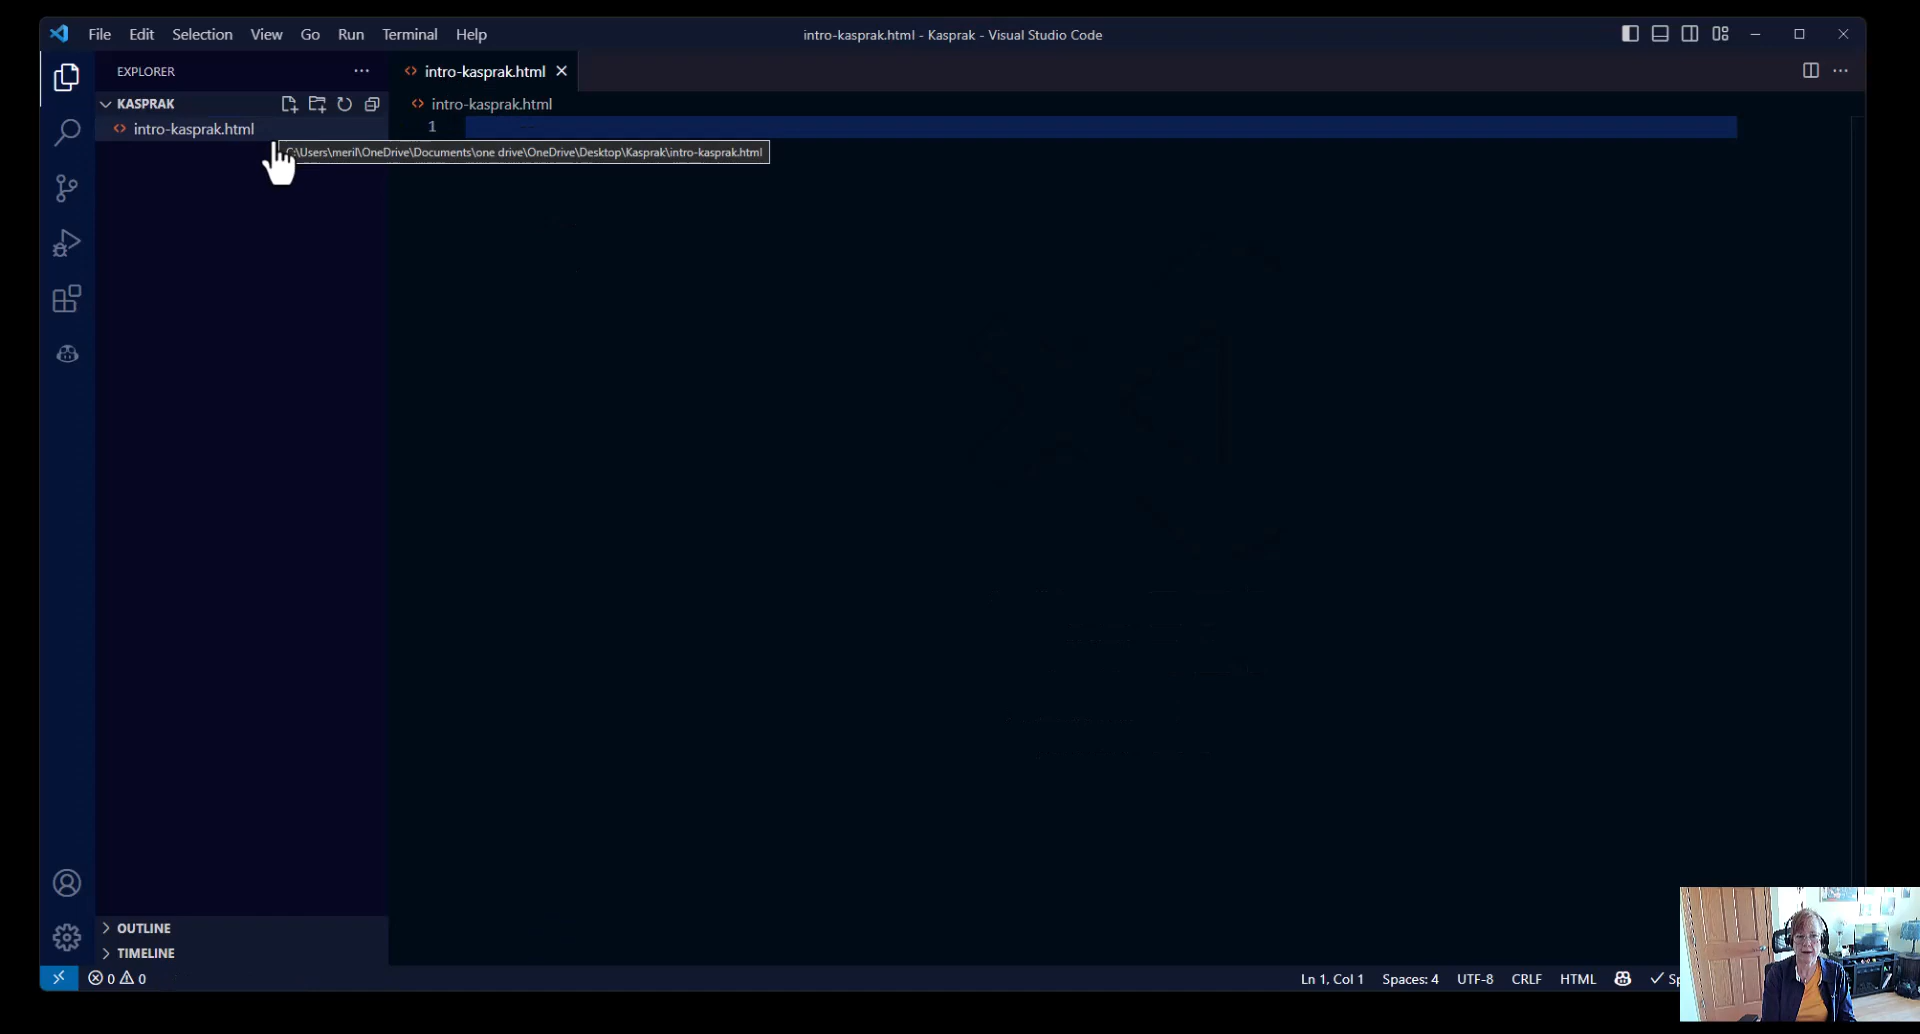 File Edit Selection View Go Run Terminal Help
intro-kasprak.html - Kasprak - Visual Studio Code
EXPLORER
intro-kasprak.html
KASPRAK
intro-kasprak.html
intro-kasprak.html
1
C:\Users\meril\OneDrive\Documents\one drive\OneDrive\Desktop\Kasprak\intro-kasprak.html
OUTLINE
TIMELINE
0 0
Ln 1, Col 1 Spaces: 4 UTF-8 CRLF HTML